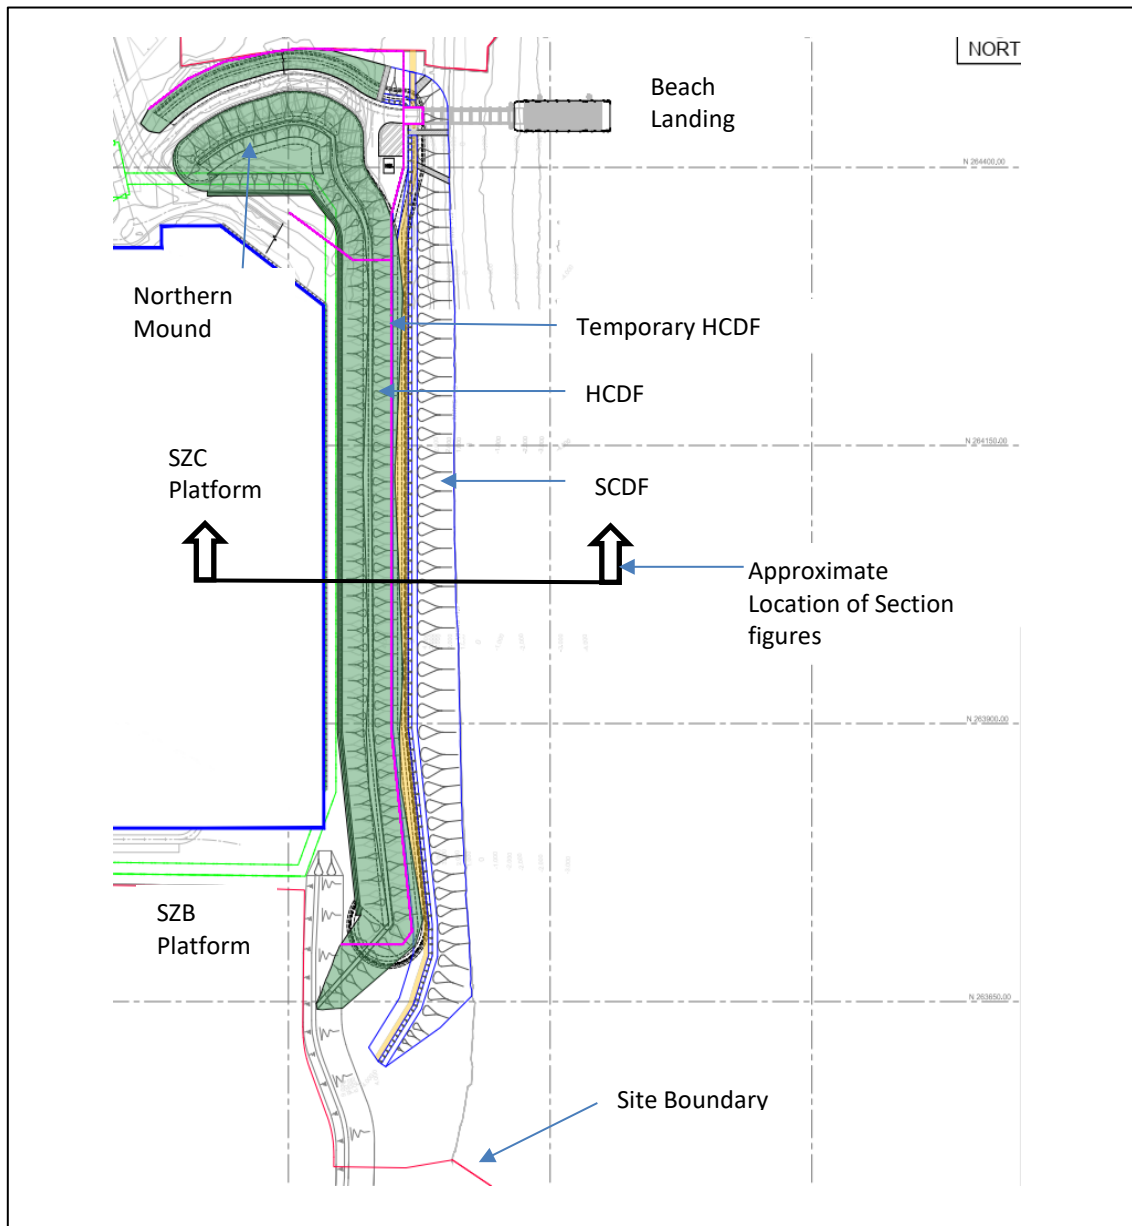 NORT
Beach
Landing
N 264400.00
Northern
Mound
Temporary HCDF
HCDF
N 264150.00
SZC
Platform
SCDF
Approximate
Location of Section
figures
N 263900.00
SZB
Platform
N 263650.00
Site Boundary